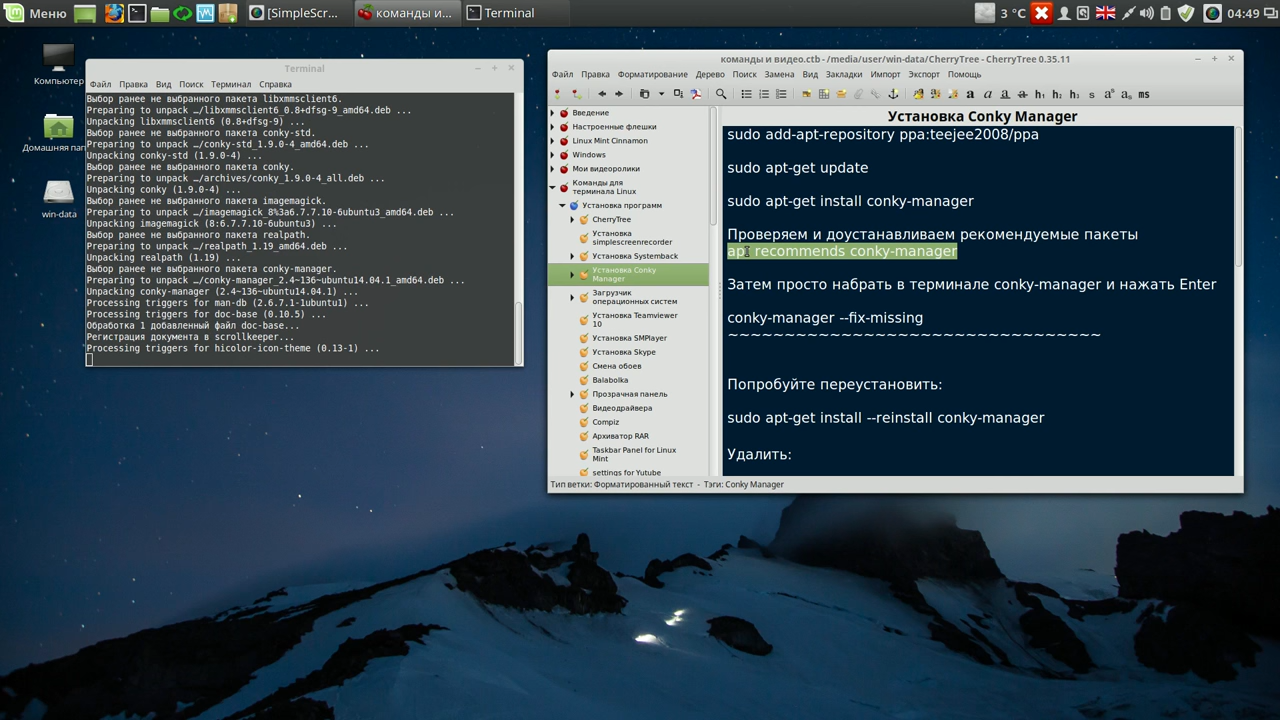 Меню
[SimpleScr...
команды и...
Terminal
3 °C
04:49
Компьютер
Домашняя пап
win-data
Terminal
Файл Правка Вид Поиск Терминал Справка
Выбор ранее не выбранного пакета libxmmsclient6.
Preparing to unpack …/libxmmsclient6_0.8+dfsg-9_amd64.deb ...
Unpacking libxmmsclient6 (0.8+dfsg-9) ...
Выбор ранее не выбранного пакета conky-std.
Preparing to unpack …/conky-std_1.9.0-4_amd64.deb ...
Unpacking conky-std (1.9.0-4) ...
Выбор ранее не выбранного пакета conky.
Preparing to unpack …/archives/conky_1.9.0-4_all.deb ...
Unpacking conky (1.9.0-4) ...
Выбор ранее не выбранного пакета imagemagick.
Preparing to unpack …/imagemagick_8%3a6.7.7.10-6ubuntu3_amd64.deb ...
Unpacking imagemagick (8:6.7.7.10-6ubuntu3) ...
Выбор ранее не выбранного пакета realpath.
Preparing to unpack …/realpath_1.19_amd64.deb ...
Unpacking realpath (1.19) ...
Выбор ранее не выбранного пакета conky-manager.
Preparing to unpack …/conky-manager_2.4~136~ubuntu14.04.1_amd64.deb ...
Unpacking conky-manager (2.4~136~ubuntu14.04.1) ...
Processing triggers for man-db (2.6.7.1-1ubuntu1) ...
Processing triggers for doc-base (0.10.5) ...
Обработка 1 добавленный файл doc-base...
Регистрация документа в scrollkeeper...
Processing triggers for hicolor-icon-theme (0.13-1) ...
команды и видео.ctb - /media/user/win-data/CherryTree - CherryTree 0.35.11
Файл Правка Форматирование Дерево Поиск Замена Вид Закладки Импорт Экспорт Помощь
a a a a h₁ h₂ h₃ s aᵃ aₐ ms
Введение
Настроенные флешки
Linux Mint Cinnamon
Windows
Мои видеоролики
Команды для
терминала Linux
Установка программ
CherryTree
Установка
simplescreenrecorder
Установка Systemback
Установка Conky
Manager
Загрузчик
операционных систем
Установка Teamviewer
10
Установка SMPlayer
Установка Skype
Смена обоев
Balabolka
Прозрачная панель
Видеодрайвера
Compiz
Архиватор RAR
Taskbar Panel for Linux
Mint
settings for Yutube
Установка Conky Manager
sudo add-apt-repository ppa:teejee2008/ppa
sudo apt-get update
sudo apt-get install conky-manager
Проверяем и доустанавливаем рекомендуемые пакеты
apt recommends conky-manager
Затем просто набрать в терминале conky-manager и нажать Enter
conky-manager --fix-missing
~~~~~~~~~~~~~~~~~~~~~~~~~~~~~~~~~
Попробуйте переустановить:
sudo apt-get install --reinstall conky-manager
Удалить:
Тип ветки: Форматированный текст - Тэги: Conky Manager